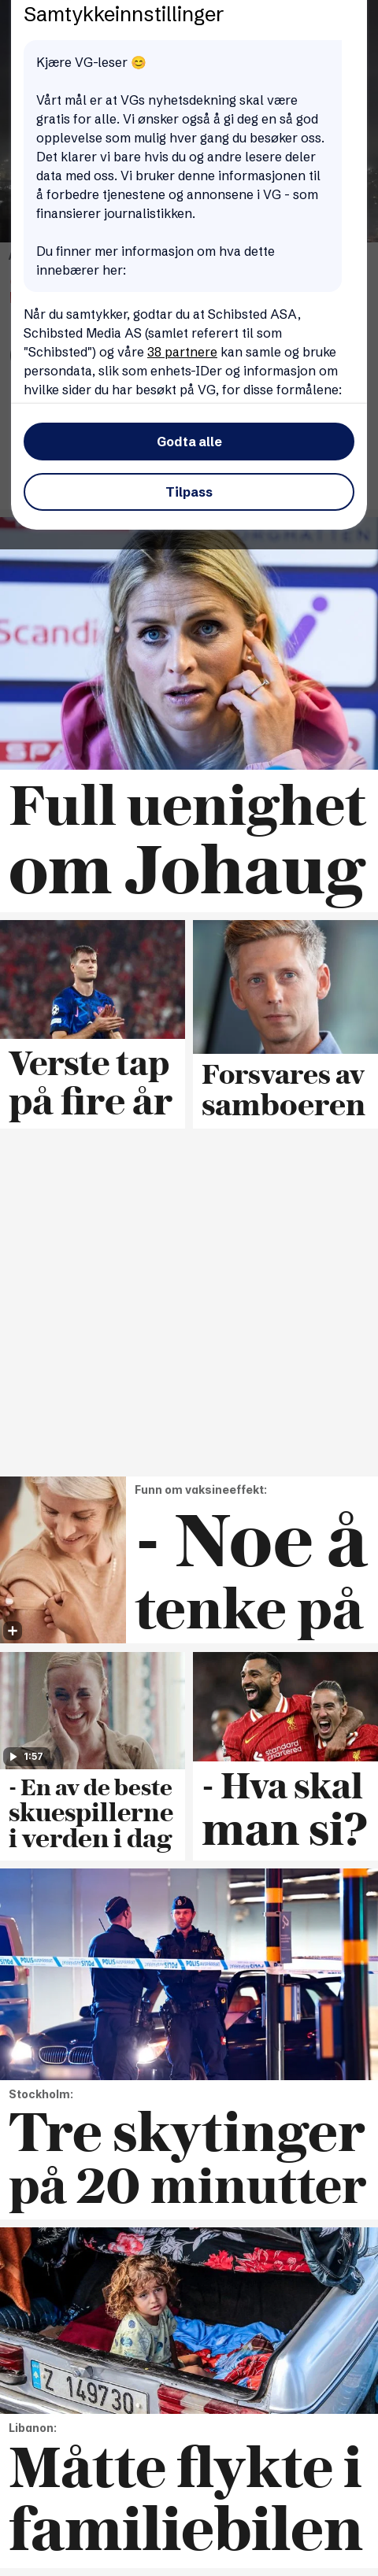 Samtykkeinnstillinger
Kjære VG-leser 😊
Vårt mål er at VGs nyhetsdekning skal være
gratis for alle. Vi ønsker også å gi deg en så god
opplevelse som mulig hver gang du besøker oss.
Det klarer vi bare hvis du og andre lesere deler
data med oss. Vi bruker denne informasjonen til
å forbedre tjenestene og annonsene i VG - som
finansierer journalistikken.
Du finner mer informasjon om hva dette
innebærer her:
Når du samtykker, godtar du at Schibsted ASA,
Schibsted Media AS (samlet referert til som
"Schibsted") og våre 38 partnere kan samle og bruke
persondata, slik som enhets-IDer og informasjon om
hvilke sider du har besøkt på VG, for disse formålene:
Godta alle
Tilpass
Scandi
SPA
Full uenighet
om Johaug
Verste tap
på fire år
Forsvares av
samboeren
Funn om vaksineeffekt:
- Noe å
tenke på
1:57
- En av de beste
skuespillerne
i verden i dag
standard
chartered
- Hva skal
man si?
POLIS
Stockholm:
Tre skytinger
på 20 minutter
Z 149730
Libanon:
Måtte flykte i
familiebilen